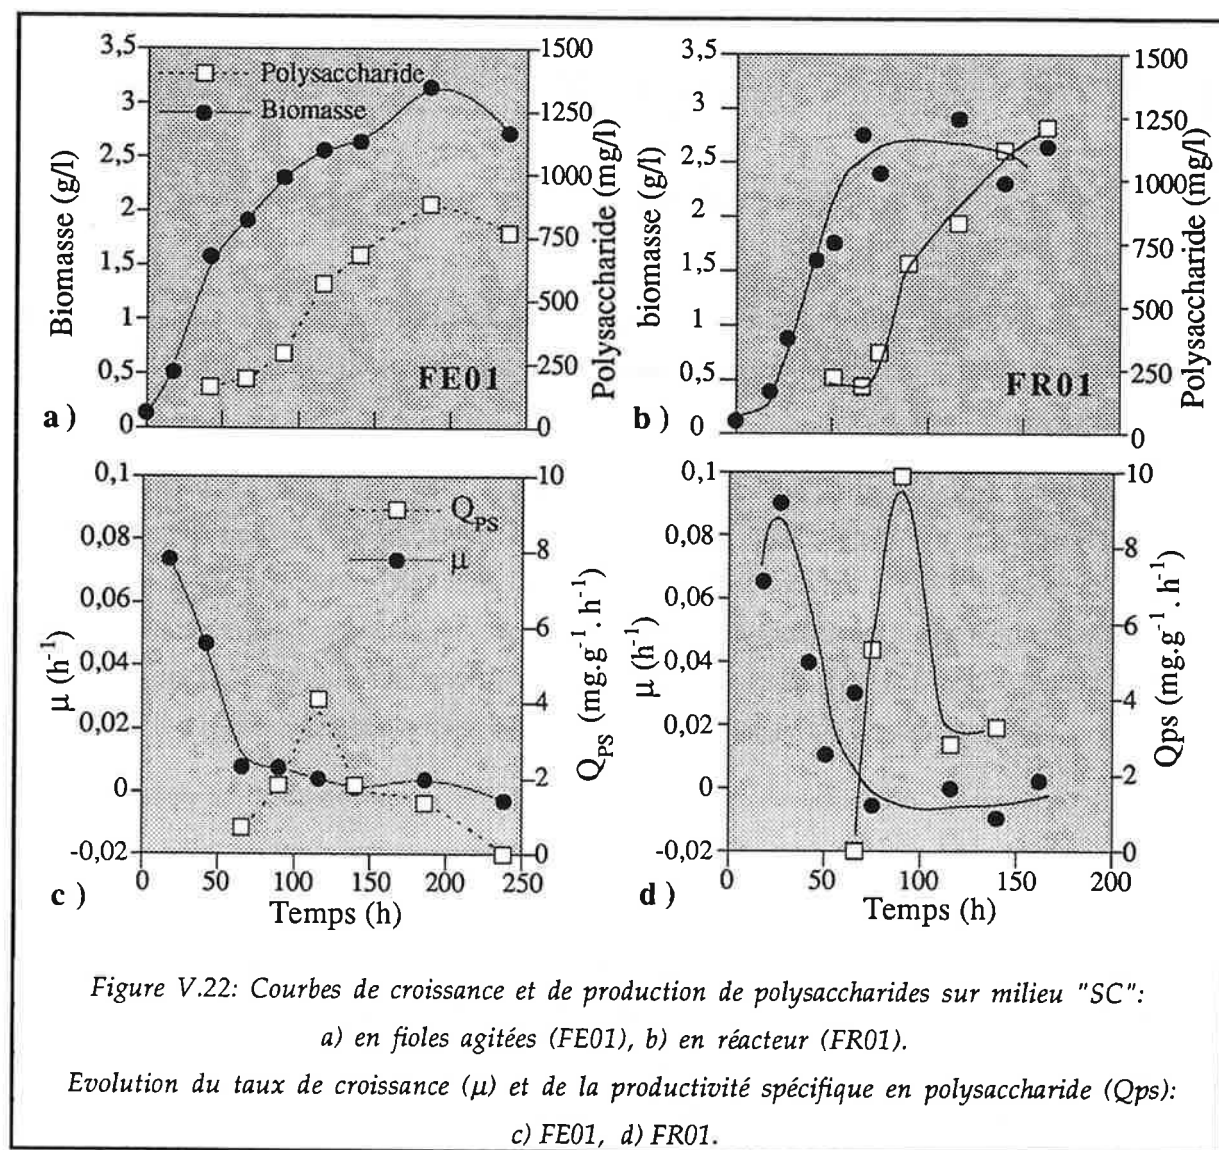 3,5
3
2,5
2
1,5
1
0,5
0
Biomasse (g/l)
Polysaccharide
Biomasse
FE01
a )
1500
1250
1000
750
500
250
0
Polysaccharide (mg/l)
3,5
3
2,5
2
1,5
1
0,5
0
biomasse (g/l)
FR01
b )
1500
1250
1000
750
500
250
0
Polysaccharide (mg/l)
0,1
0,08
0,06
0,04
0,02
0
-0,02
μ (h⁻¹)
Q_PS
μ
10
8
6
4
2
0
Q_PS (mg.g⁻¹. h⁻¹)
0 50 100 150 200 250
c )
Temps (h)
0,1
0,08
0,06
0,04
0,02
0
-0,02
μ (h⁻¹)
10
8
6
4
2
0
Qps (mg.g⁻¹. h⁻¹)
0 50 100 150 200
d )
Temps (h)
Figure V.22: Courbes de croissance et de production de polysaccharides sur milieu "SC":
a) en fioles agitées (FE01), b) en réacteur (FR01).
Evolution du taux de croissance (μ) et de la productivité spécifique en polysaccharide (Qps):
c) FE01, d) FR01.